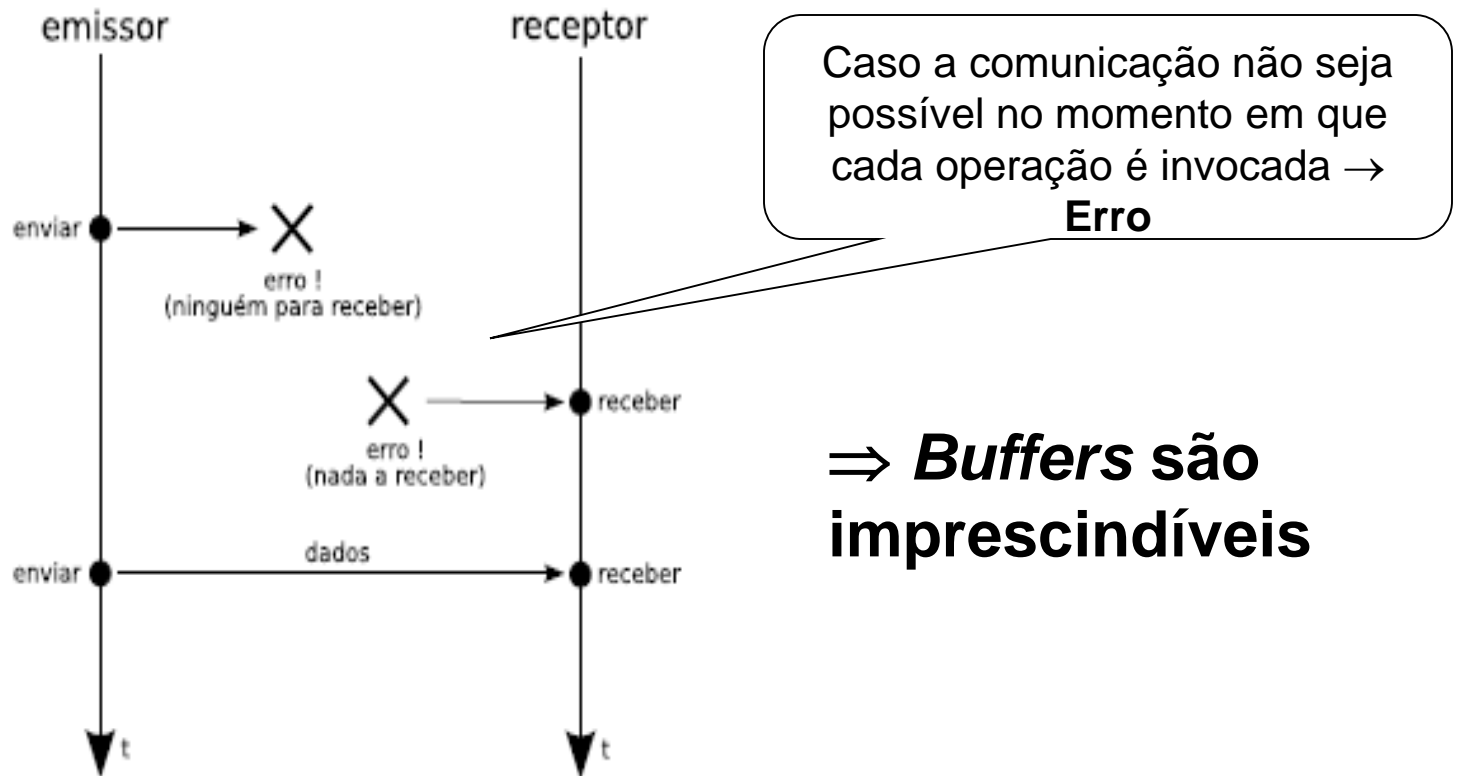 emissor
receptor
Caso a comunicação não seja
possível no momento em que
cada operação é invocada →
Erro
enviar
erro !
(ninguém para receber)
receber
erro !
(nada a receber)
⇒ Buffers são
imprescindíveis
enviar
dados
receber
t
t